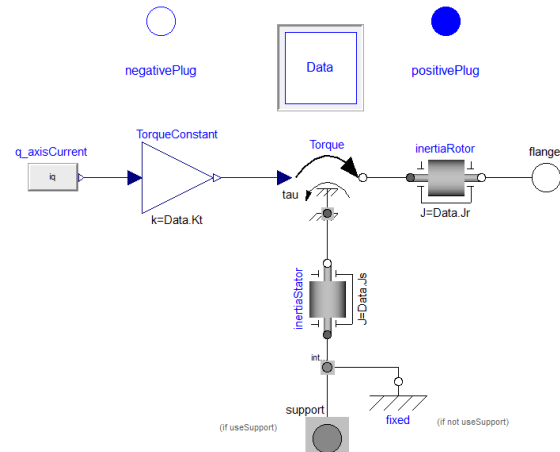 negativePlug
Data
positivePlug
TorqueConstant
Torque
inertiaRotor
q_axisCurrent
flange
iq
tau
k=Data.Kt
J=Data.Jr
inertiaStator
J=Data.Js
int
support
(if useSupport)
fixed
(if not useSupport)